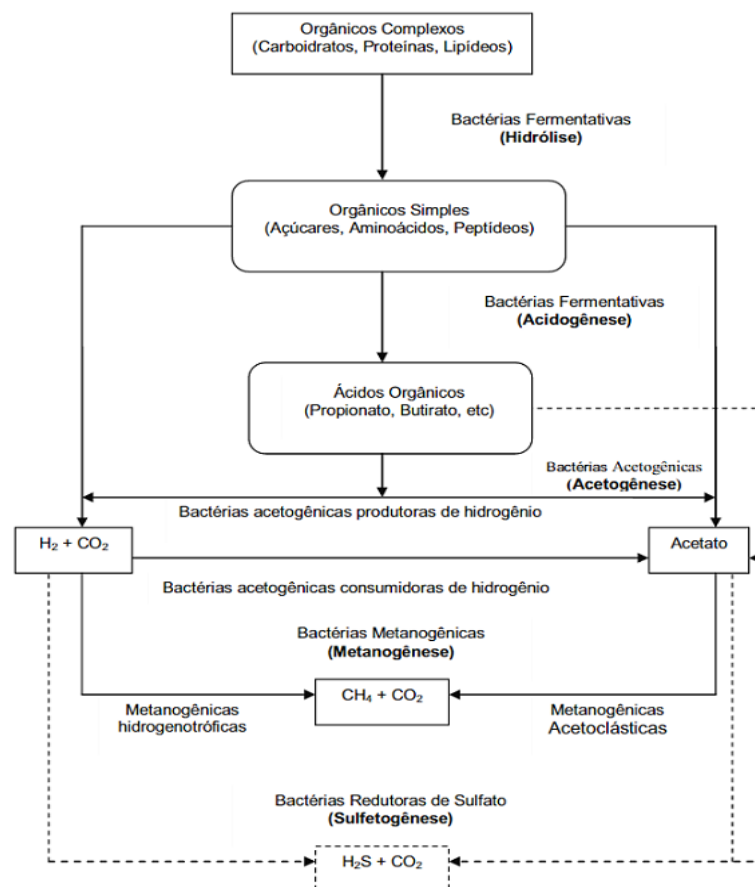 Orgânicos Complexos
(Carboidratos, Proteínas, Lipídeos)
Bactérias Fermentativas
(Hidrólise)
Orgânicos Simples
(Açúcares, Aminoácidos, Peptídeos)
Bactérias Fermentativas
(Acidogênese)
Ácidos Orgânicos
(Propionato, Butirato, etc)
Bactérias Acetogênicas
(Acetogênese)
Bactérias acetogênicas produtoras de hidrogênio
H₂ + CO₂
Acetato
Bactérias acetogênicas consumidoras de hidrogênio
Bactérias Metanogênicas
(Metanogênese)
CH₄ + CO₂
Metanogênicas
hidrogenotróficas
Metanogênicas
Acetoclásticas
Bactérias Redutoras de Sulfato
(Sulfetogênese)
H₂S + CO₂